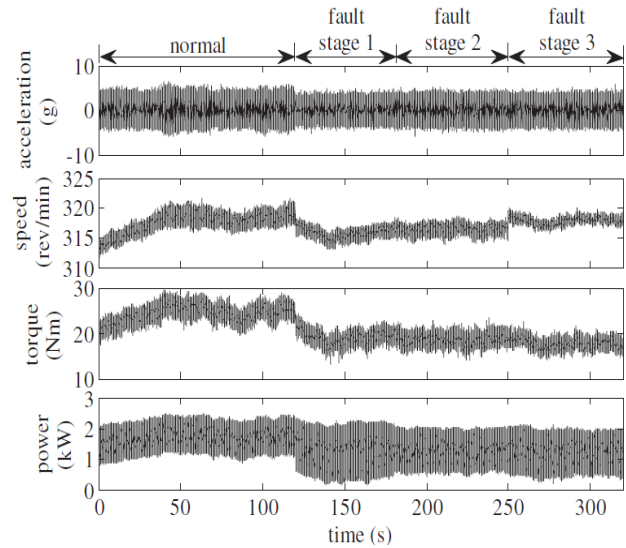 normal
fault
stage 1
fault
stage 2
fault
stage 3
acceleration
(g)
10
0
-10
speed
(rev/min)
325
320
315
310
torque
(Nm)
30
20
10
power
(kW)
3
2
1
0
0 50 100 150 200 250 300
time (s)